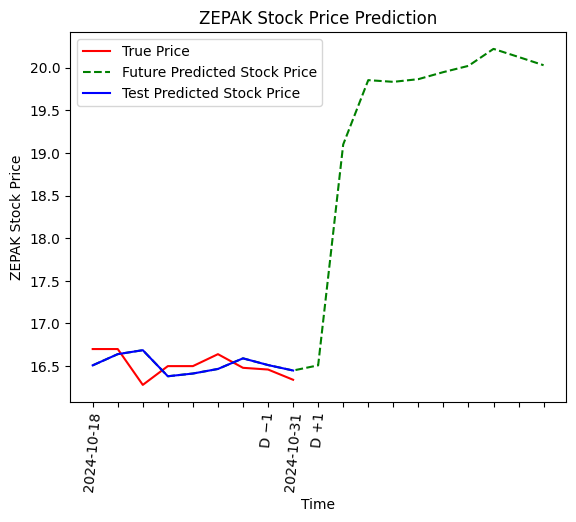 ZEPAK Stock Price Prediction
True Price
Future Predicted Stock Price
Test Predicted Stock Price
ZEPAK Stock Price
20.0
19.5
19.0
18.5
18.0
17.5
17.0
16.5
2024-10-18
D −1
2024-10-31
D +1
Time